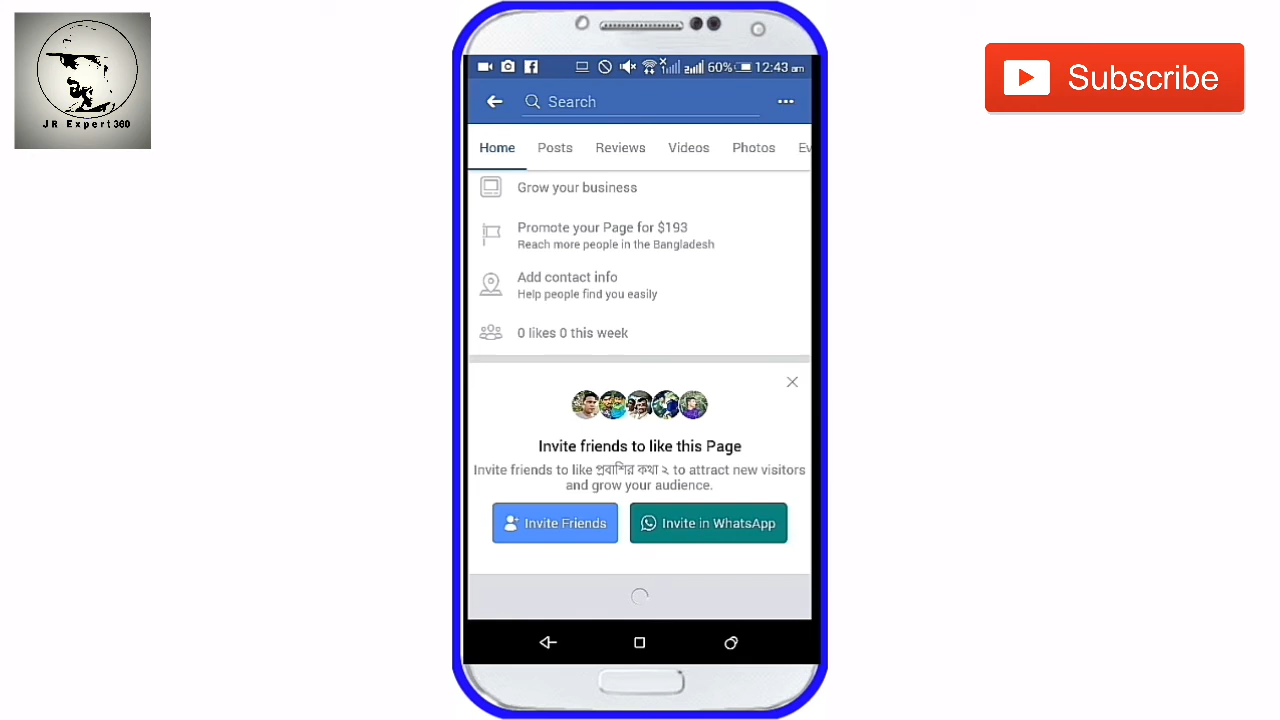 JR Expert360
60% 12:43 am
Search
Home Posts Reviews Videos Photos Ev
Grow your business
Promote your Page for $193
Reach more people in the Bangladesh
Add contact info
Help people find you easily
0 likes 0 this week
Invite friends to like this Page
Invite friends to like প্রবাশির কথা ২ to attract new visitors
and grow your audience.
Invite Friends Invite in WhatsApp
Subscribe